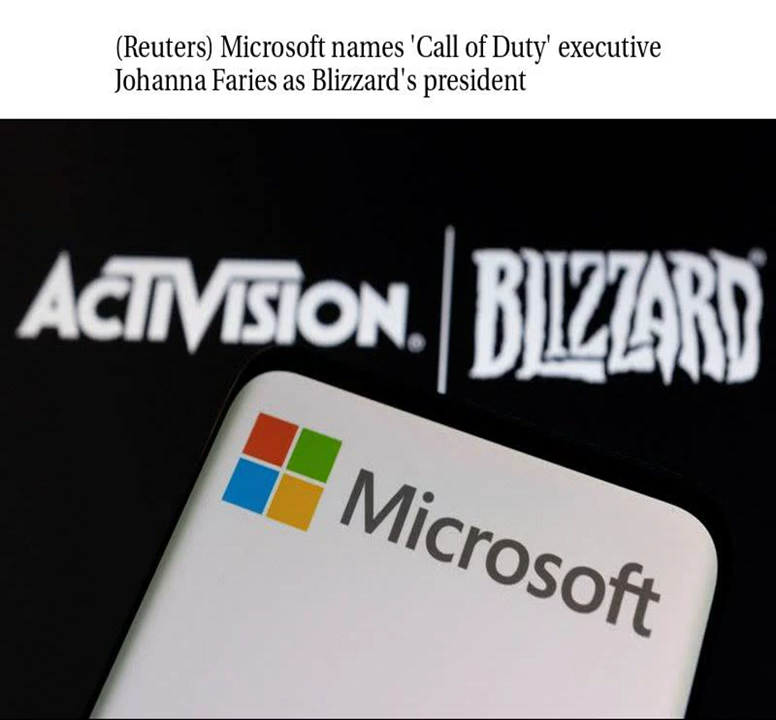 (Reuters) Microsoft names 'Call of Duty' executive
Johanna Faries as Blizzard's president
ACTIVISION. | BLIZZARD
Microsoft